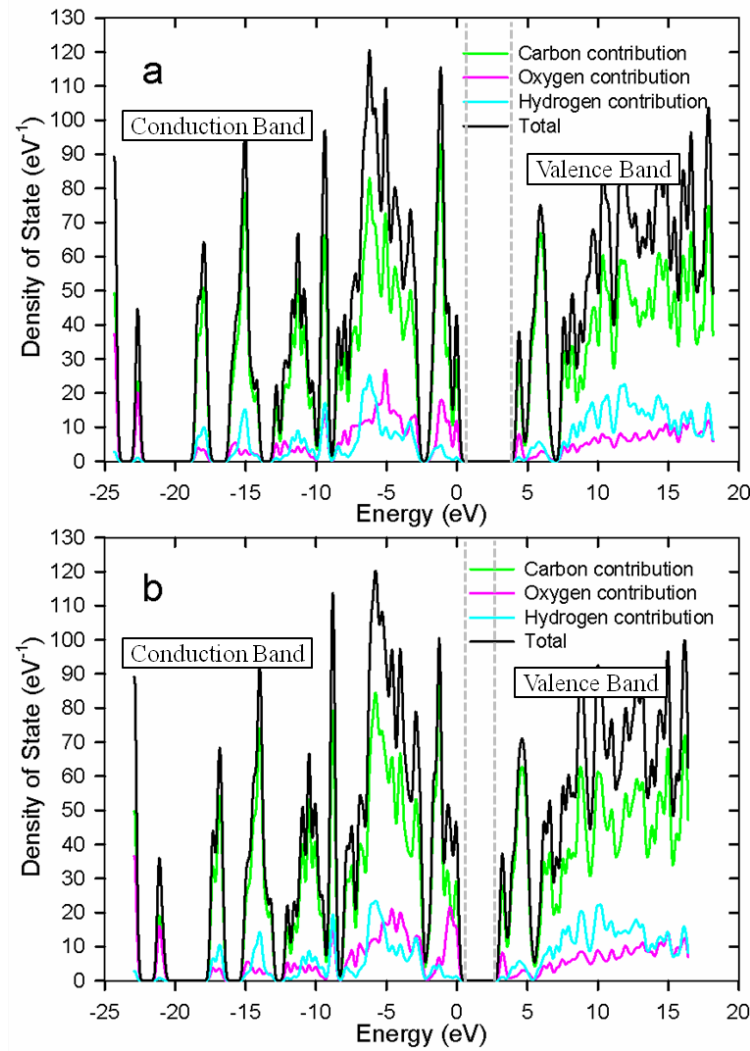 130
120
110
100
90
80
70
60
50
40
30
20
10
0
Density of State (eV-1)
a
Carbon contribution
Oxygen contribution
Hydrogen contribution
Total
Conduction Band
Valence Band
-25 -20 -15 -10 -5 0 5 10 15 20
Energy (eV)
130
120
110
100
90
80
70
60
50
40
30
20
10
0
Density of State (eV-1)
b
Carbon contribution
Oxygen contribution
Hydrogen contribution
Total
Conduction Band
Valence Band
-25 -20 -15 -10 -5 0 5 10 15 20
Energy (eV)